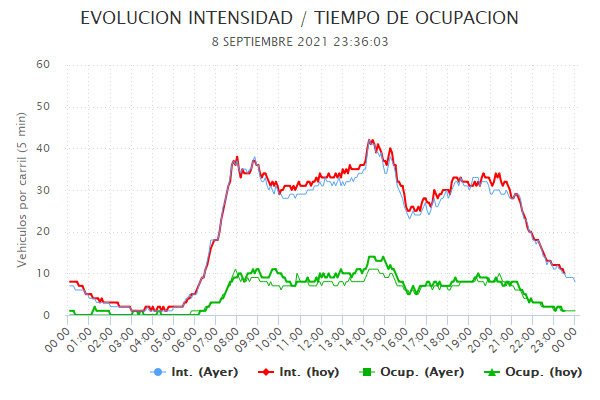 EVOLUCION INTENSIDAD / TIEMPO DE OCUPACION
8 SEPTIEMBRE 2021 23:36:03
Vehiculos por carril (5 min)
60
50
40
30
20
10
0
00:00 01:00 02:00 03:00 04:00 05:00 06:00 07:00 08:00 09:00 10:00 11:00 12:00 13:00 14:00 15:00 16:00 17:00 18:00 19:00 20:00 21:00 22:00 23:00 00:00
Int. (Ayer) Int. (hoy) Ocup. (Ayer) Ocup. (hoy)